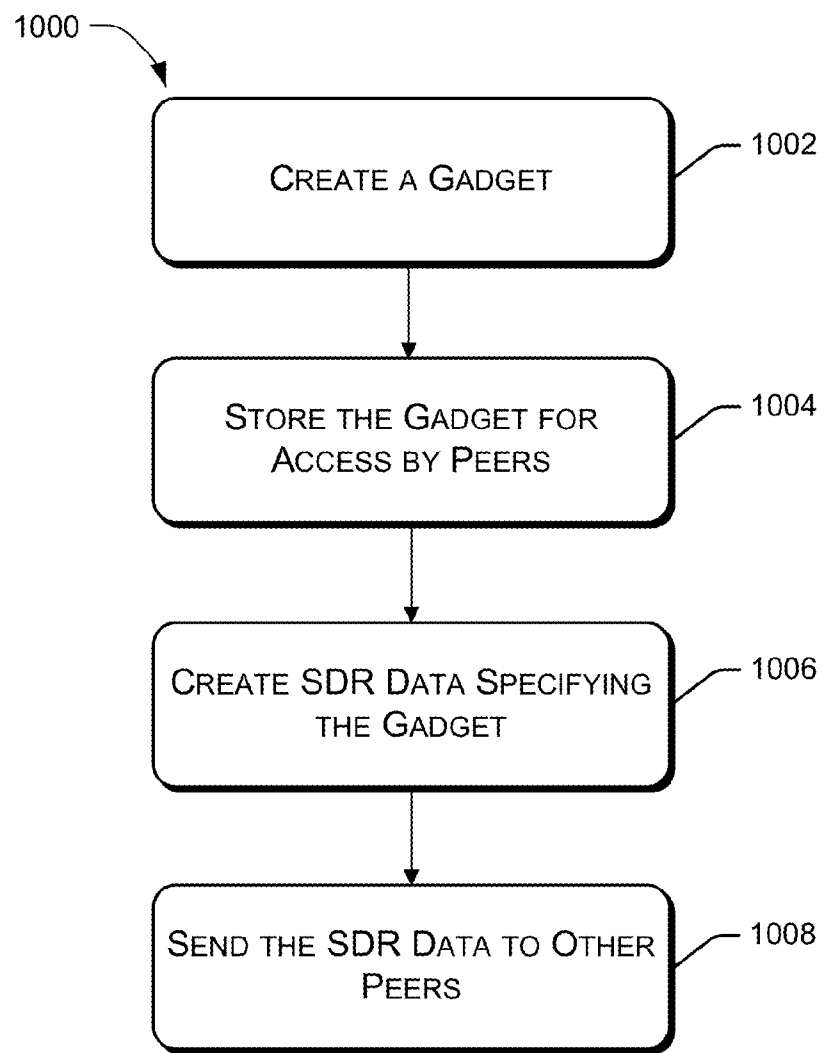 1000
CREATE A GADGET
1002
STORE THE GADGET FOR
ACCESS BY PEERS
1004
CREATE SDR DATA SPECIFYING
THE GADGET
1006
SEND THE SDR DATA TO OTHER
PEERS
1008